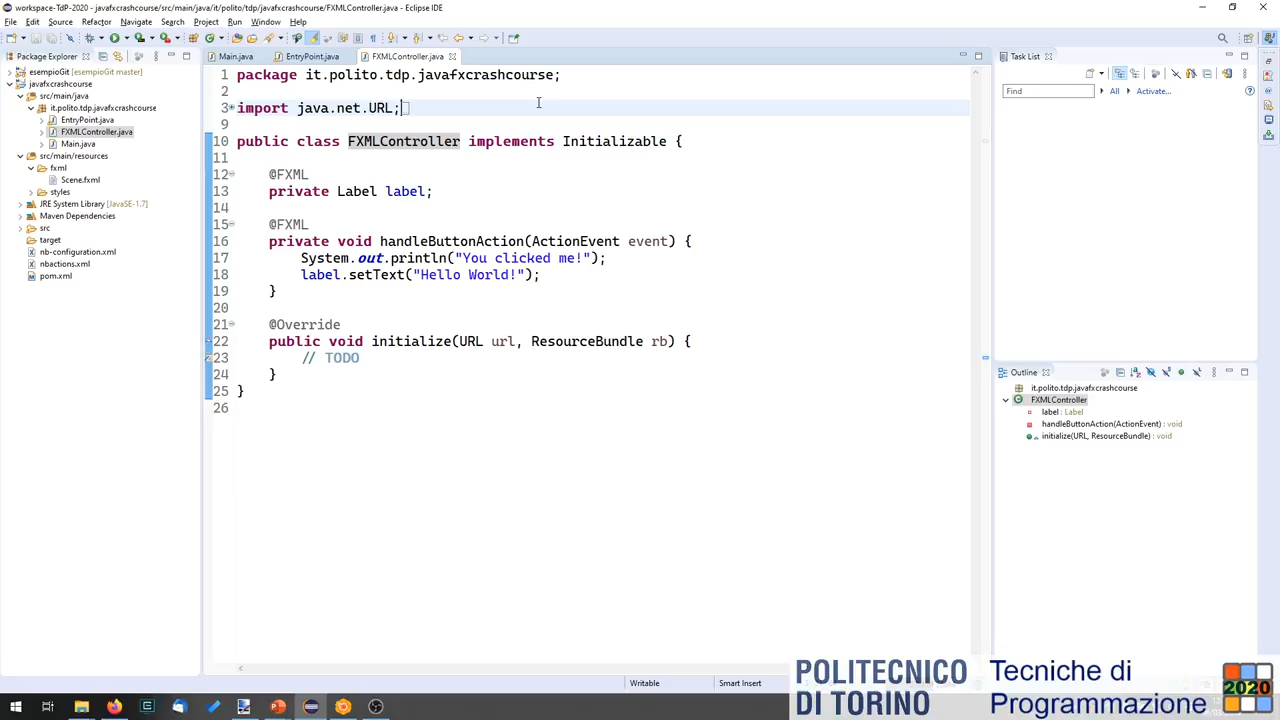 workspace-TdP-2020 - javafxcrashcourse/src/main/java/it/polito/tdp/javafxcrashcourse/FXMLController.java - Eclipse IDE
File Edit Source Refactor Navigate Search Project Run Window Help
Package Explorer
esempioGit [esempioGit master]
javafxcrashcourse
src/main/java
it.polito.tdp.javafxcrashcourse
EntryPoint.java
FXMLController.java
Main.java
src/main/resources
fxml
Scene.fxml
styles
JRE System Library [JavaSE-1.7]
Maven Dependencies
src
target
nb-configuration.xml
nbactions.xml
pom.xml
Main.java EntryPoint.java FXMLController.java
1 package it.polito.tdp.javafxcrashcourse;
2
3 import java.net.URL;
9
10 public class FXMLController implements Initializable {
11
12 @FXML
13 private Label label;
14
15 @FXML
16 private void handleButtonAction(ActionEvent event) {
17 System.out.println("You clicked me!");
18 label.setText("Hello World!");
19 }
20
21 @Override
22 public void initialize(URL url, ResourceBundle rb) {
23 // TODO
24 }
25 }
26
Task List
Find All Activate...
Outline
it.polito.tdp.javafxcrashcourse
FXMLController
label : Label
handleButtonAction(ActionEvent) : void
initialize(URL, ResourceBundle) : void
Writable Smart Insert
POLITECNICO
DI TORINO
Tecniche di
Programmazione
2020